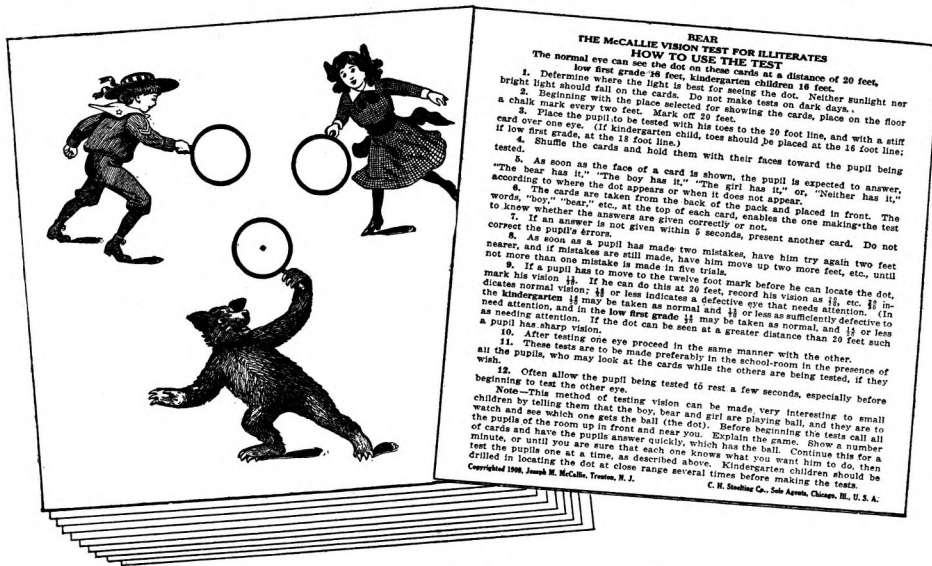 BEAR
THE McCALLIE VISION TEST FOR ILLITERATES
HOW TO USE THE TEST
The normal eye can see the dot on these cards at a distance of 20 feet,
low first grade 18 feet, kindergarten children 16 feet.
1. Determine where the light is best for seeing the dot. Neither sunlight nor
bright light should fall on the cards. Do not make tests on dark days.
2. Beginning with the place selected for showing the cards, place on the floor
a chalk mark every two feet. Mark off 20 feet.
3. Place the pupil to be tested with his toes to the 20 foot line, and with a stiff
card over one eye. (If kindergarten child, toes should be placed at the 16 foot line;
if low first grade, at the 18 foot line.)
4. Shuffle the cards and hold them with their faces toward the pupil being
tested.
5. As soon as the face of a card is shown, the pupil is expected to answer,
"The bear has it," "The boy has it," "The girl has it," or, "Neither has it,"
according to where the dot appears or when it does not appear.
6. The cards are taken from the back of the pack and placed in front. The
words, "boy," "bear," etc., at the top of each card, enables the one making the test
to know whether the answers are given correctly or not.
7. If an answer is not given within 5 seconds, present another card. Do not
correct the pupil's errors.
8. As soon as a pupil has made two mistakes, have him try again two feet
nearer, and if mistakes are still made, have him move up two more feet, etc., until
not more than one mistake is made in five trials.
9. If a pupil has to move to the twelve foot mark before he can locate the dot,
mark his vision If he can do this at 20 feet, record his vision as etc. in-
dicates normal vision; or less indicates a defective eye that needs attention. (In
the kindergarten may be taken as normal and or less as sufficiently defective to
need attention, and in the low first grade may be taken as normal, and or less
as needing attention. If the dot can be seen at a greater distance than 20 feet such
a pupil has sharp vision.
10. After testing one eye proceed in the same manner with the other.
11. These tests are to be made preferably in the school-room in the presence of
all the pupils, who may look at the cards while the others are being tested, if they
wish.
12. Often allow the pupil being tested to rest a few seconds, especially before
beginning to test the other eye.
Note—This method of testing vision can be made very interesting to small
children by telling them that the boy, bear and girl are playing ball, and they are to
watch and see which one gets the ball (the dot). Before beginning the tests call all
the pupils of the room up in front and near you. Explain the game. Show a number
of cards and have the pupils answer quickly, which has the ball. Continue this for a
minute, or until you are sure that each one knows what you want him to do, then
test the pupils one at a time, as described above. Kindergarten children should be
drilled in locating the dot at close range several times before making the tests.
Copyrighted 1909, Joseph M. McCallie, Trenton, N. J. C. H. Stoelting Co., Sole Agents, Chicago, Ill., U. S. A.